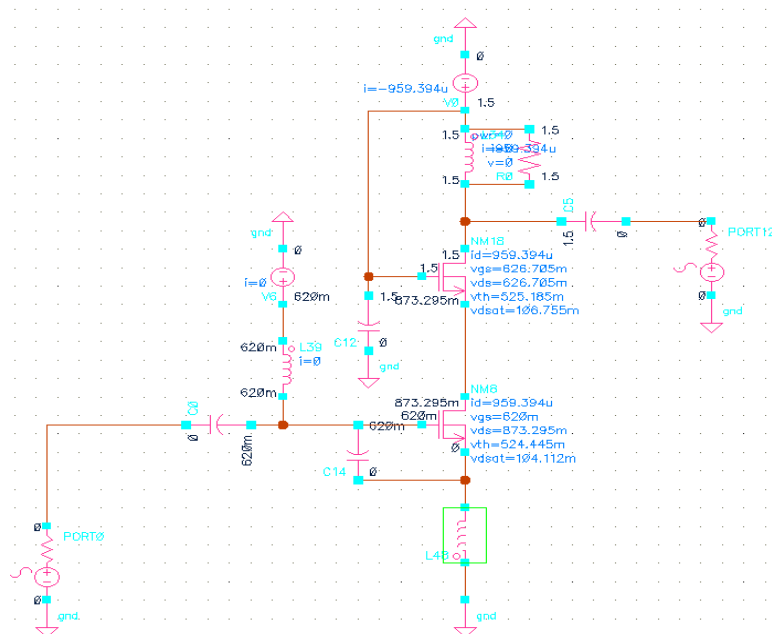 gnd
0
i=-959.394u
V0
1.5
1.5
1.5
v=0
R0
1.5
1.5
C5
1.5
0
0
PORT12
0
gnd
gnd
0
i=0
V6
620m
620m
L39
i=0
620m
1.5
NM18
id=959.394u
vgs=626.705m
vds=626.705m
vth=525.185m
vdsat=106.755m
1.5
1.5
873.295m
C12
0
gnd
873.295m
NM8
id=959.394u
vgs=620m
vds=873.295m
vth=524.445m
vdsat=104.112m
620m
620m
0
C0
0
620m
C14
0
L48
gnd
0
PORT0
0
gnd